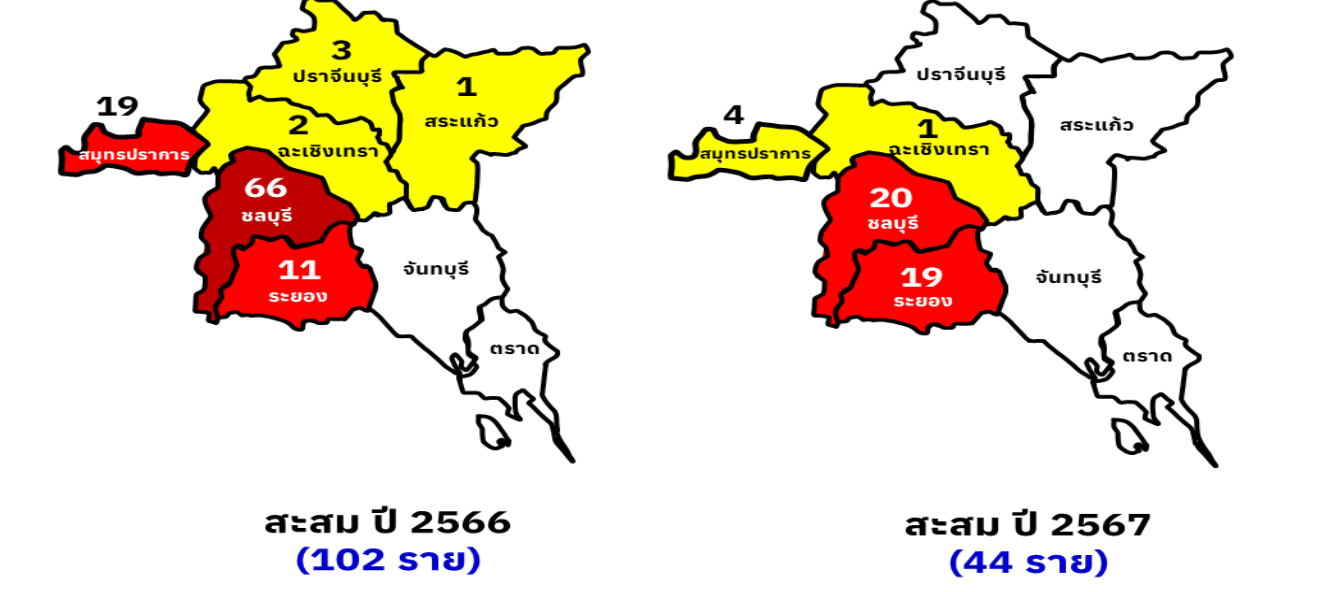 3
ปราจีนบุรี
1
สระแก้ว
19
สมุทรปราการ
2
ฉะเชิงเทรา
66
ชลบุรี
11
ระยอง
จันทบุรี
ตราด
สะสม ปี 2566
(102 ราย)
ปราจีนบุรี
สระแก้ว
4
สมุทรปราการ
1
ฉะเชิงเทรา
20
ชลบุรี
19
ระยอง
จันทบุรี
ตราด
สะสม ปี 2567
(44 ราย)